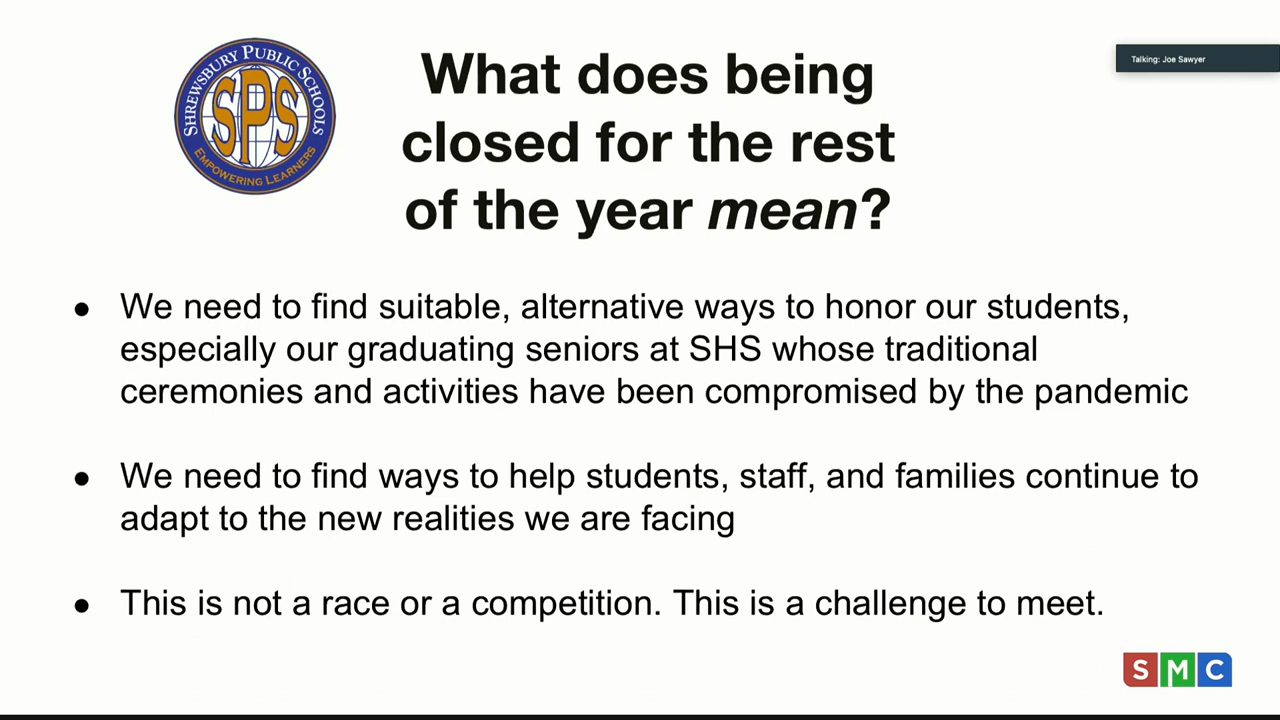 SHREWSBURY PUBLIC SCHOOLS
SPS
EMPOWERING LEARNERS
What does being
closed for the rest
of the year mean?
Talking: Joe Sawyer
● We need to find suitable, alternative ways to honor our students,
especially our graduating seniors at SHS whose traditional
ceremonies and activities have been compromised by the pandemic
● We need to find ways to help students, staff, and families continue to
adapt to the new realities we are facing
● This is not a race or a competition. This is a challenge to meet.
SMC